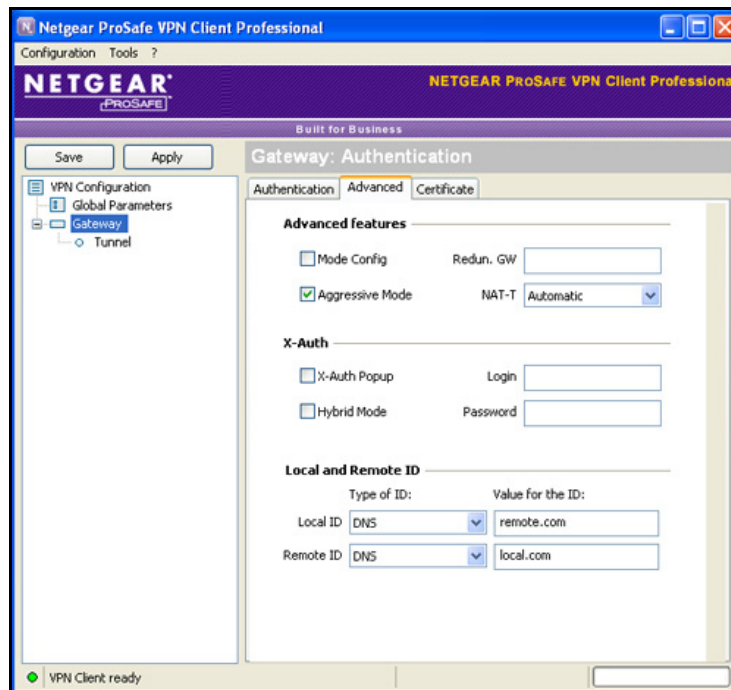 Netgear ProSafe VPN Client Professional
Configuration Tools ?
NETGEAR®
PROSAFE
NETGEAR PROSAFE VPN Client Professiona
Built for Business
Save Apply
Gateway: Authentication
VPN Configuration
Global Parameters
Gateway
Tunnel
Authentication Advanced Certificate
Advanced features
Mode Config Redun. GW
Aggressive Mode NAT-T Automatic
X-Auth
X-Auth Popup Login
Hybrid Mode Password
Local and Remote ID
Type of ID: Value for the ID:
Local ID DNS remote.com
Remote ID DNS local.com
VPN Client ready